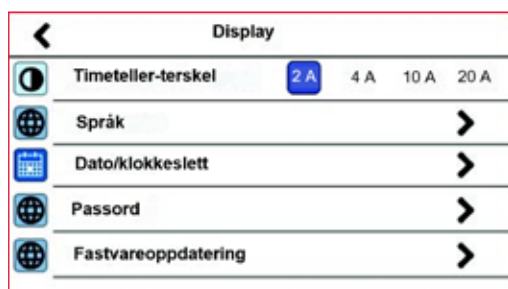 Display
Timeteller-terskel 2 A 4 A 10 A 20 A
Språk
Dato/klokkeslett
Passord
Fastvareoppdatering